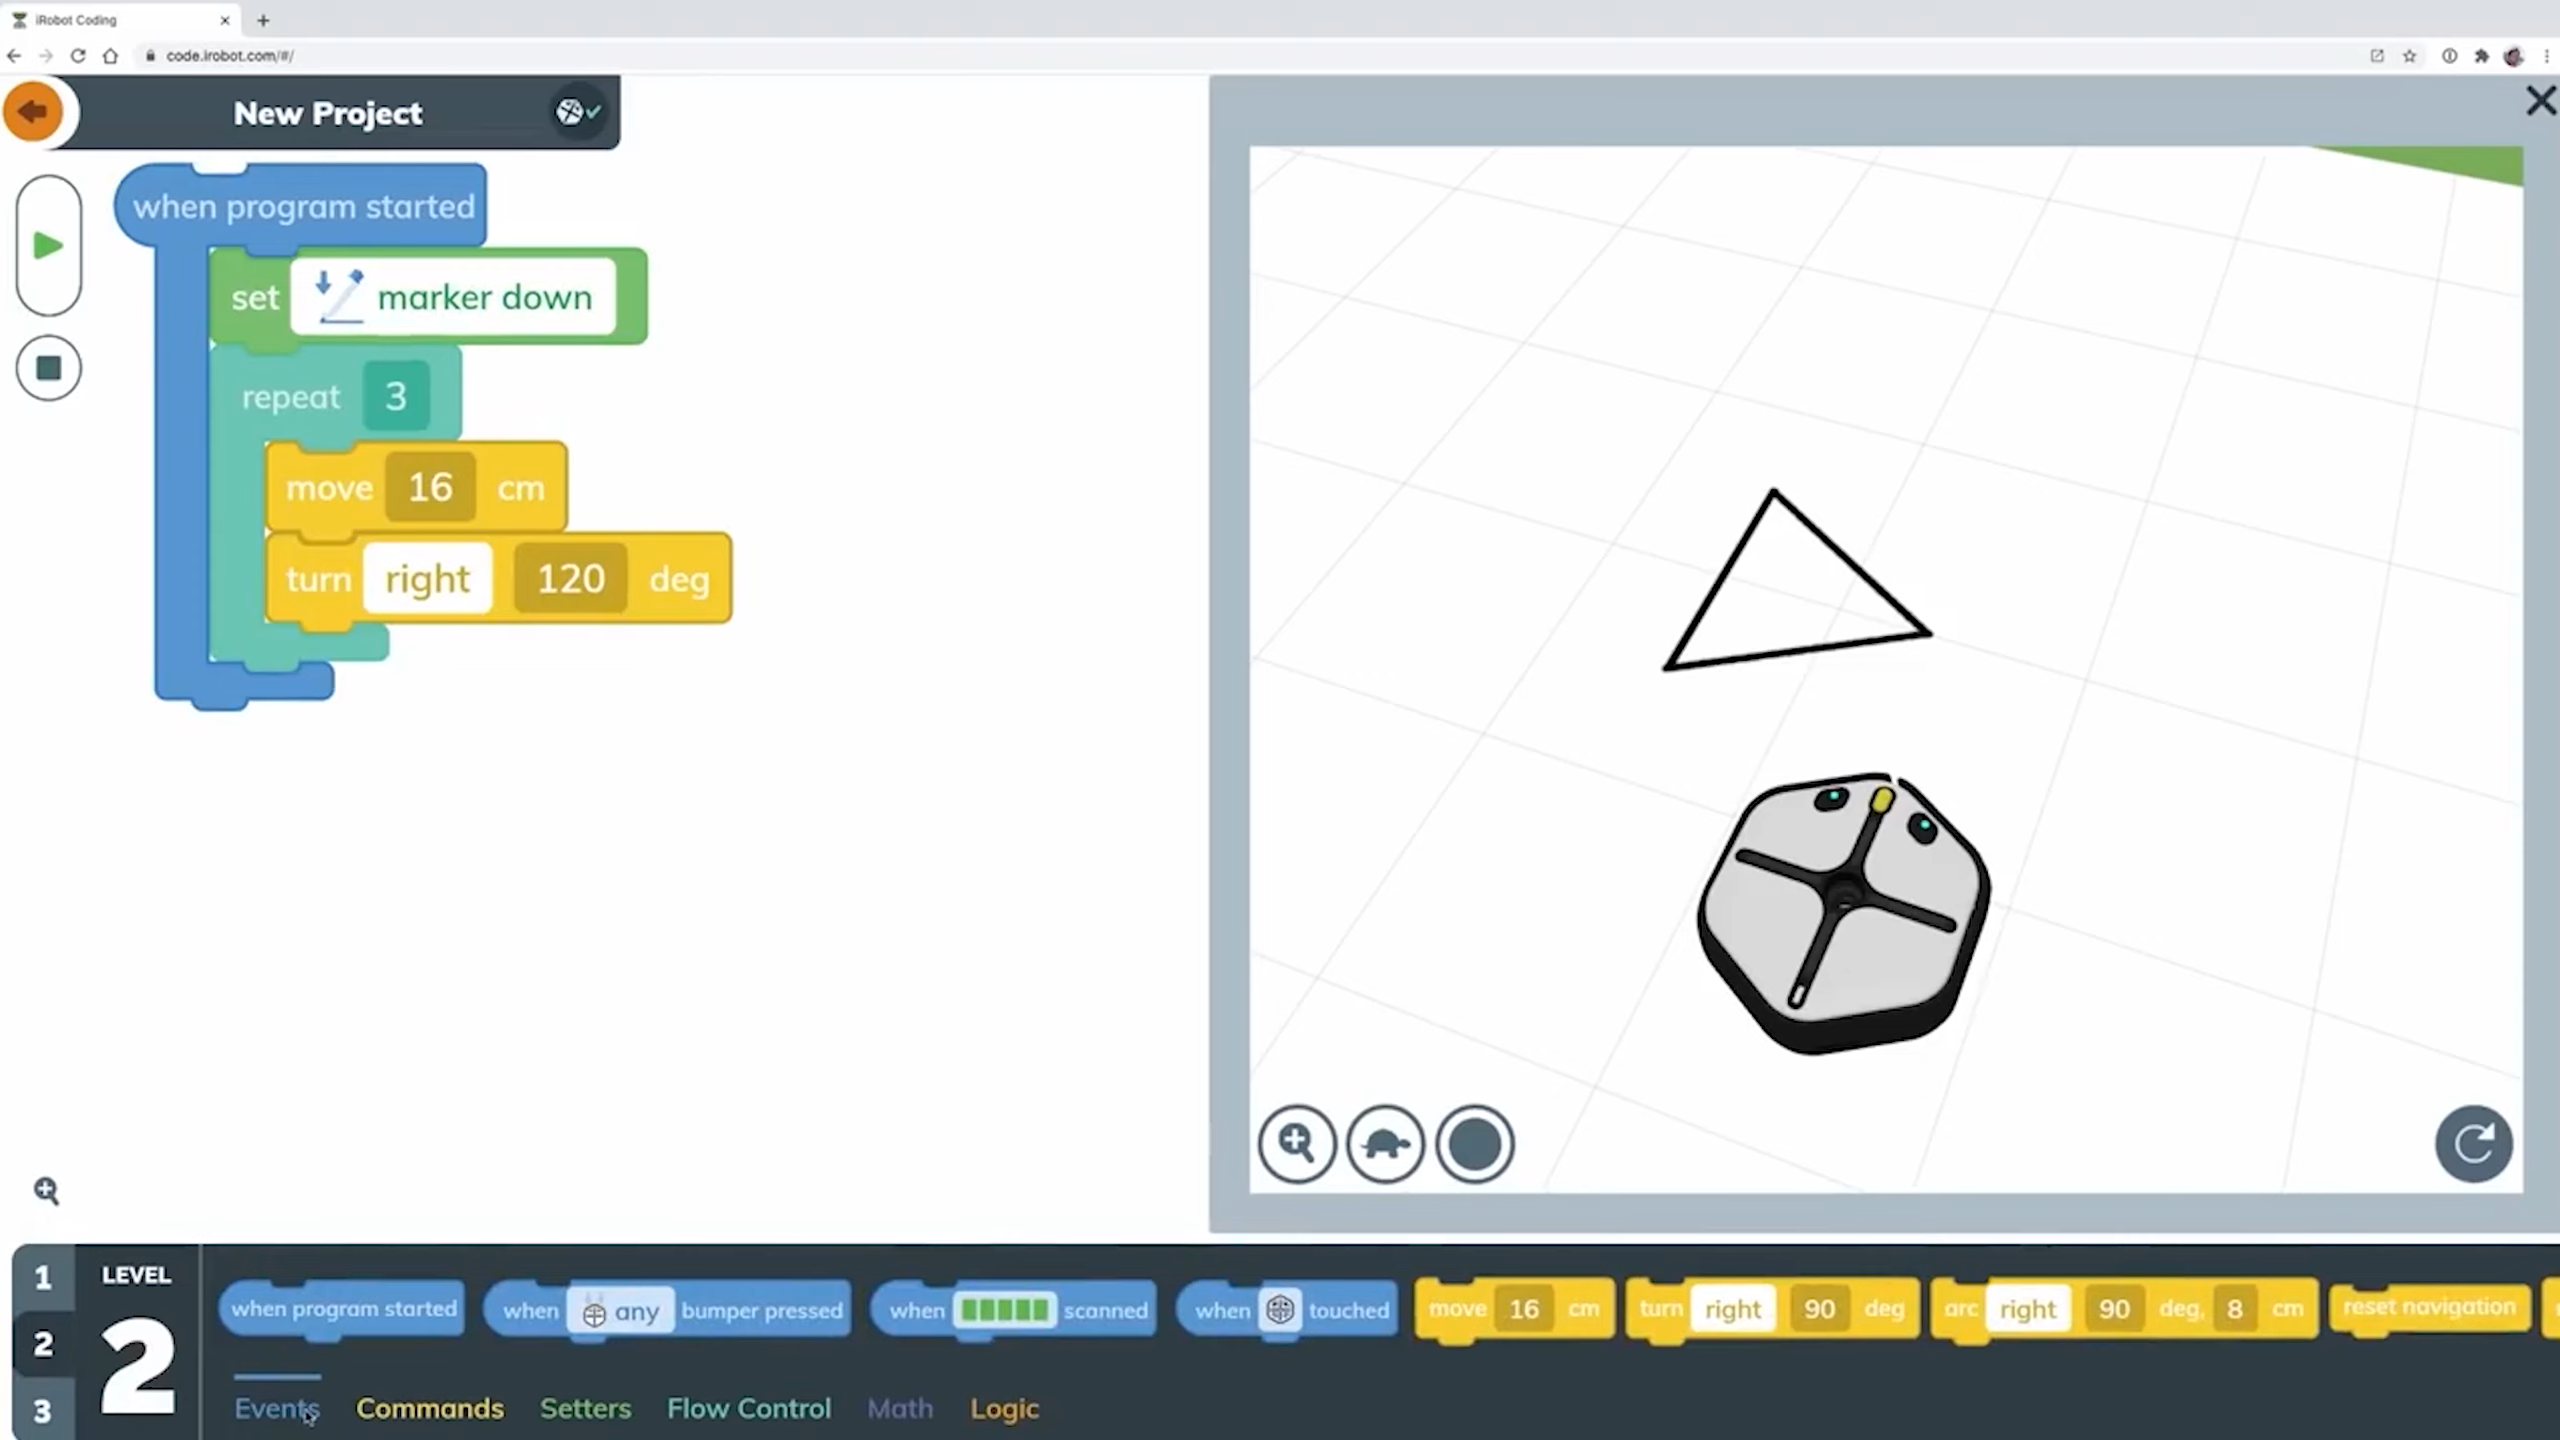 iRobot Coding
code.irobot.com/#/
New Project
when program started
set marker down
repeat 3
move 16 cm
turn right 120 deg
1
2
3
LEVEL
2
when program started
when any bumper pressed
when scanned
when touched
move 16 cm
turn right 90 deg
arc right 90 deg, 8 cm
reset navigation
Events Commands Setters Flow Control Math Logic